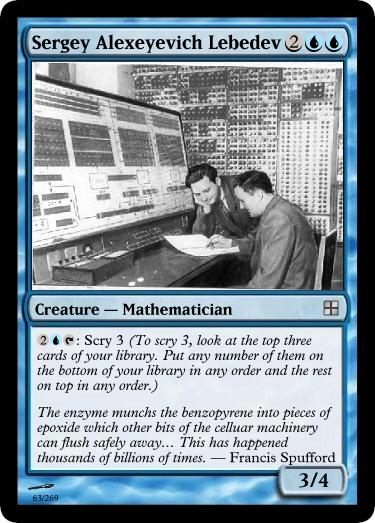 Sergey Alexeyevich Lebedev 2
Creature — Mathematician
2 : Scry 3 (To scry 3, look at the top three
cards of your library. Put any number of them on
the bottom of your library in any order and the rest
on top in any order.)
The enzyme munchs the benzopyrene into pieces of
epoxide which other bits of the celluar machinery
can flush safely away… This has happened
thousands of billions of times. — Francis Spufford
3/4
63/269